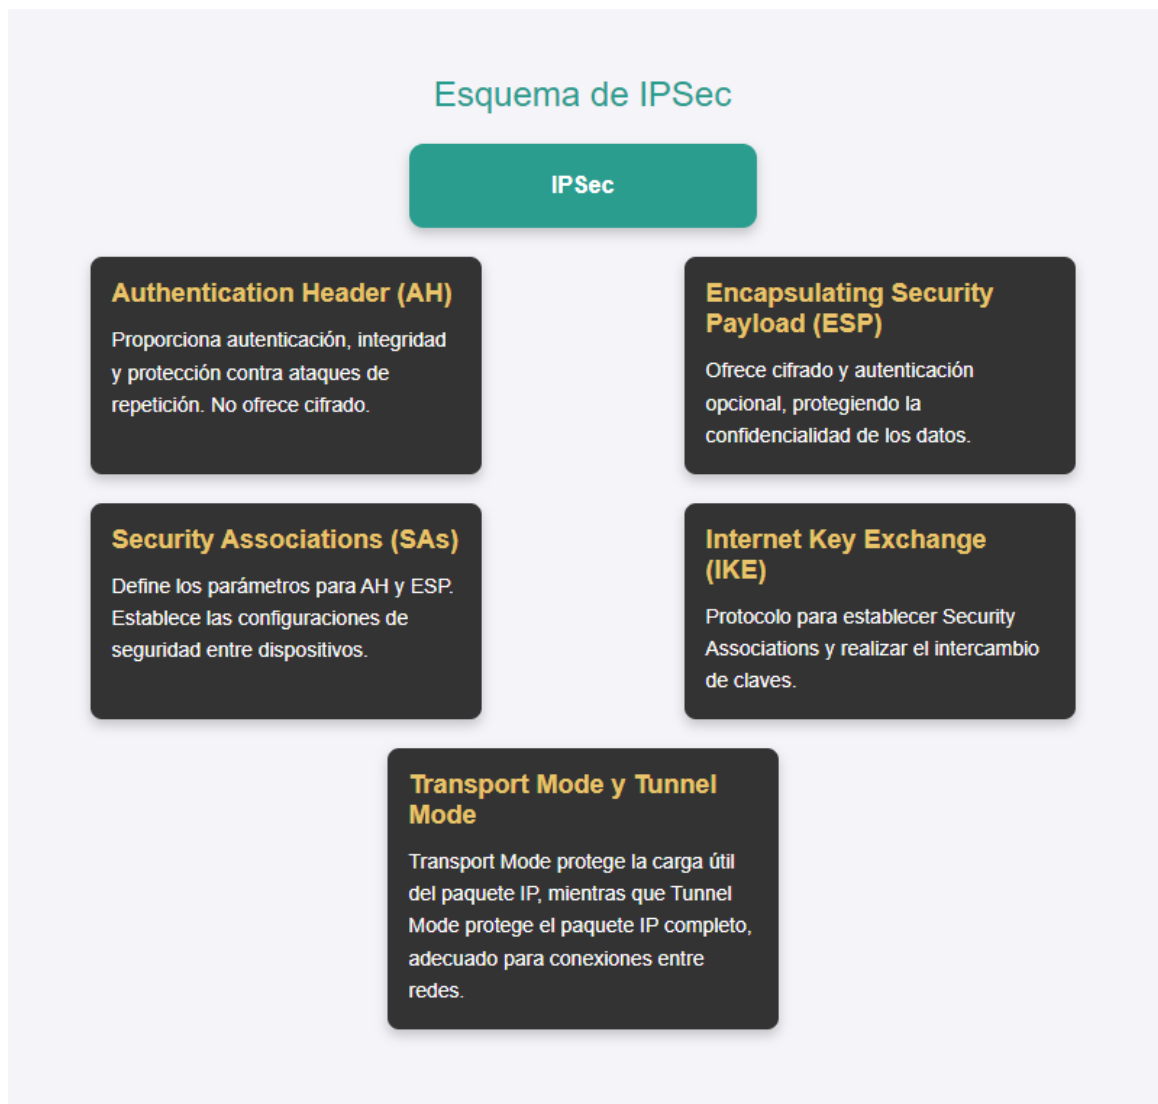 Esquema de IPSec
IPSec
Authentication Header (AH)
Proporciona autenticación, integridad
y protección contra ataques de
repetición. No ofrece cifrado.
Encapsulating Security
Payload (ESP)
Ofrece cifrado y autenticación
opcional, protegiendo la
confidencialidad de los datos.
Security Associations (SAs)
Define los parámetros para AH y ESP.
Establece las configuraciones de
seguridad entre dispositivos.
Internet Key Exchange
(IKE)
Protocolo para establecer Security
Associations y realizar el intercambio
de claves.
Transport Mode y Tunnel
Mode
Transport Mode protege la carga útil
del paquete IP, mientras que Tunnel
Mode protege el paquete IP completo,
adecuado para conexiones entre
redes.